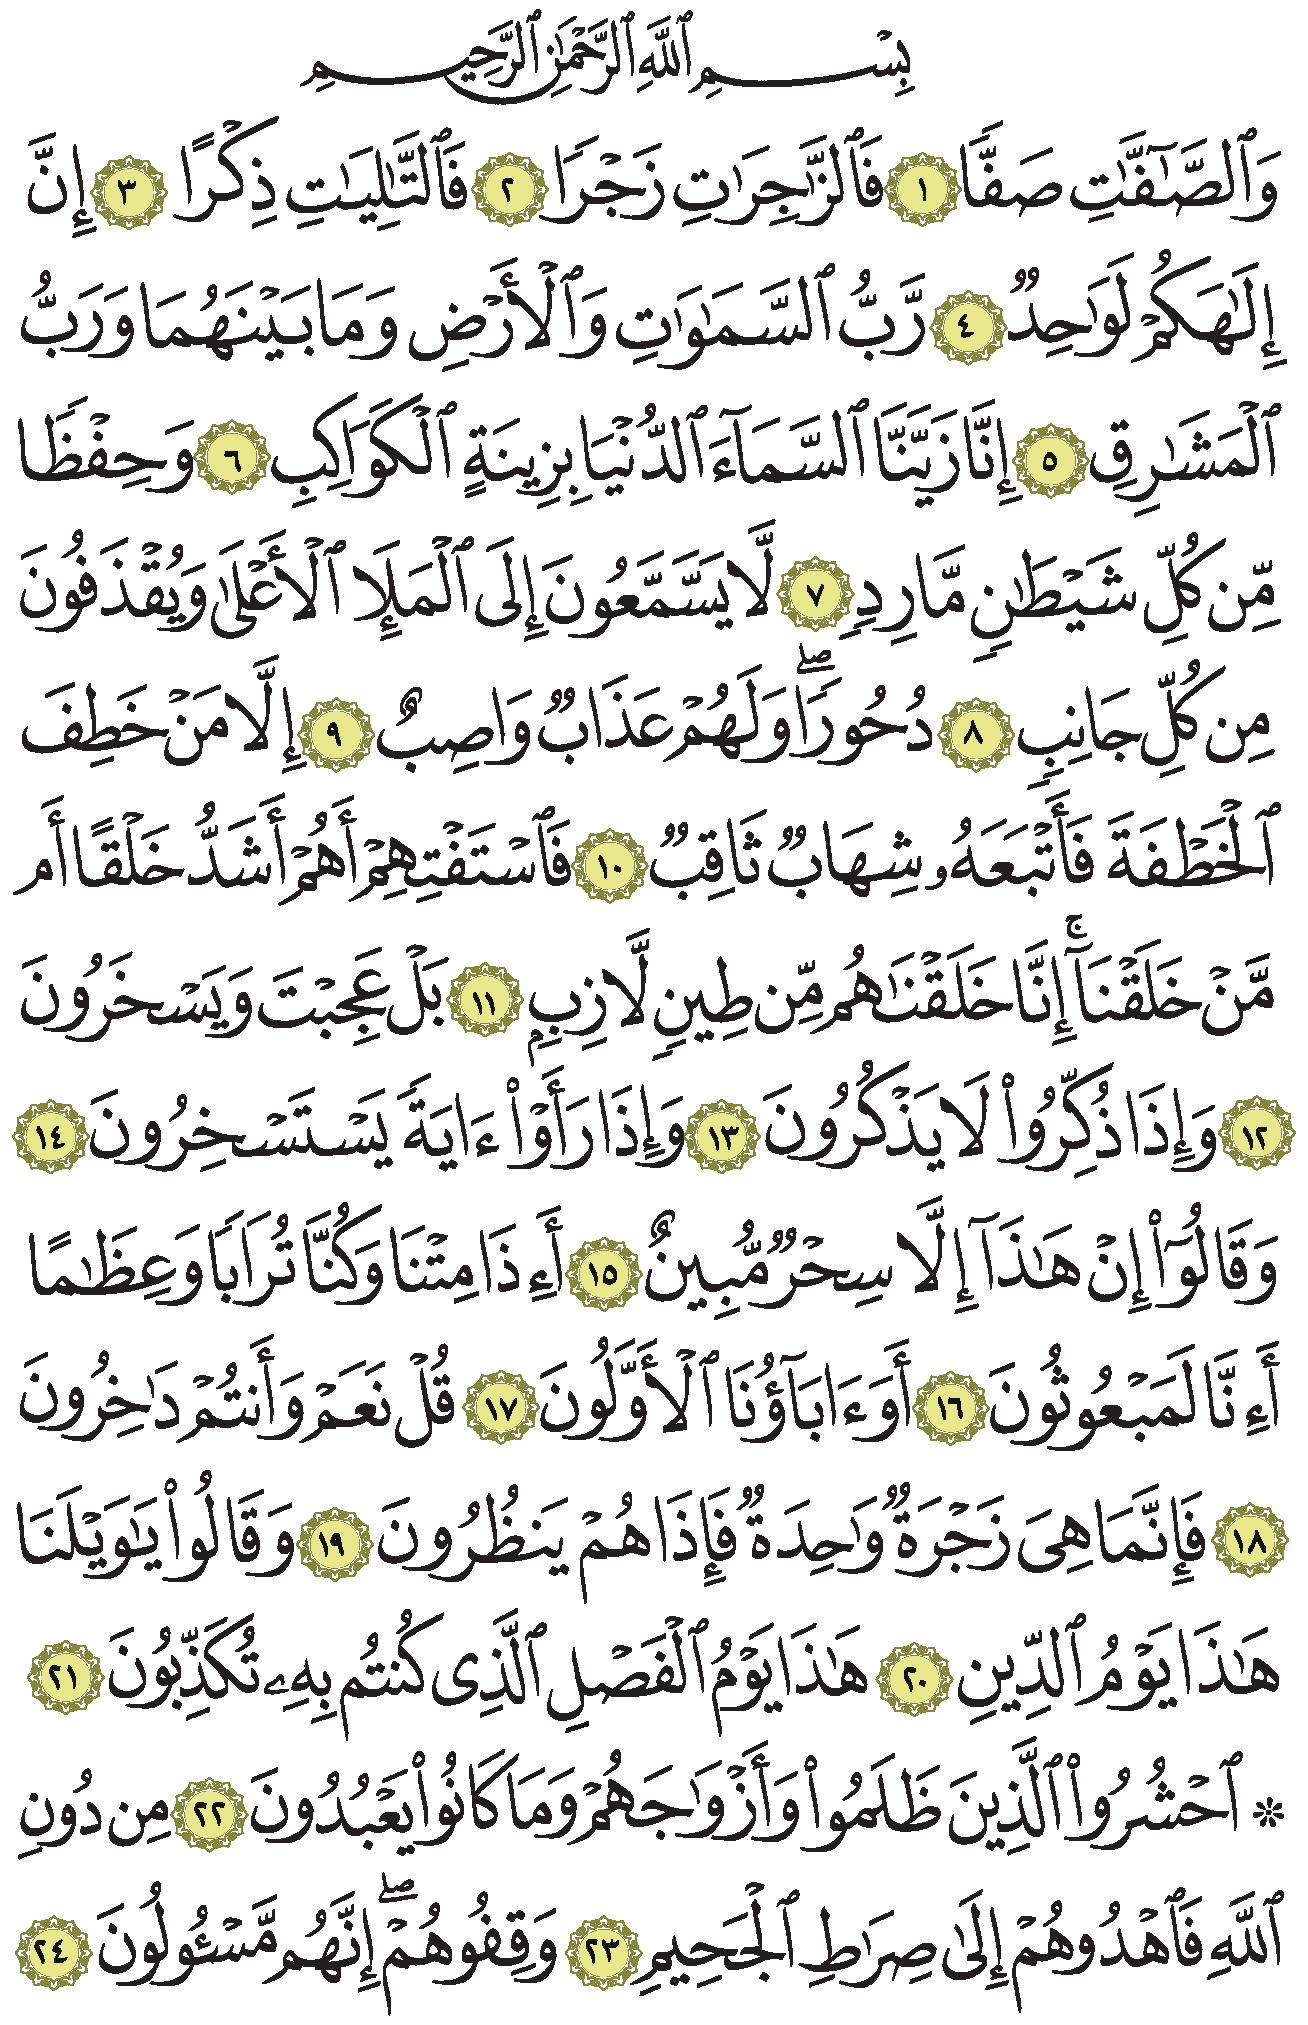 بِسْمِ ٱللَّهِ ٱلرَّحْمَٰنِ ٱلرَّحِيمِ
وَٱلصَّٰٓفَّٰتِ صَفًّا ١ فَٱلزَّٰجِرَٰتِ زَجْرًا ٢ فَٱلتَّٰلِيَٰتِ ذِكْرًا ٣ إِنَّ
إِلَٰهَكُمْ لَوَٰحِدٌ ٤ رَّبُّ ٱلسَّمَٰوَٰتِ وَٱلْأَرْضِ وَمَا بَيْنَهُمَا وَرَبُّ
ٱلْمَشَٰرِقِ ٥ إِنَّا زَيَّنَّا ٱلسَّمَآءَ ٱلدُّنْيَا بِزِينَةٍ ٱلْكَوَاكِبِ ٦ وَحِفْظًا
مِّن كُلِّ شَيْطَٰنٍ مَّارِدٍ ٧ لَّا يَسَّمَّعُونَ إِلَى ٱلْمَلَإِ ٱلْأَعْلَىٰ وَيُقْذَفُونَ
مِن كُلِّ جَانِبٍ ٨ دُحُورًا ۖ وَلَهُمْ عَذَابٌ وَاصِبٌ ٩ إِلَّا مَنْ خَطِفَ
ٱلْخَطْفَةَ فَأَتْبَعَهُۥ شِهَابٌ ثَاقِبٌ ١٠ فَٱسْتَفْتِهِمْ أَهُمْ أَشَدُّ خَلْقًا أَم
مَّنْ خَلَقْنَآ ۚ إِنَّا خَلَقْنَٰهُم مِّن طِينٍ لَّازِبٍۭ ١١ بَلْ عَجِبْتَ وَيَسْخَرُونَ
١٢ وَإِذَا ذُكِّرُوا۟ لَا يَذْكُرُونَ ١٣ وَإِذَا رَأَوْا۟ ءَايَةً يَسْتَسْخِرُونَ ١٤
وَقَالُوٓا۟ إِنْ هَٰذَآ إِلَّا سِحْرٌ مُّبِينٌ ١٥ أَءِذَا مِتْنَا وَكُنَّا تُرَابًا وَعِظَٰمًا
أَءِنَّا لَمَبْعُوثُونَ ١٦ أَوَءَابَآؤُنَا ٱلْأَوَّلُونَ ١٧ قُلْ نَعَمْ وَأَنتُمْ دَٰخِرُونَ
١٨ فَإِنَّمَا هِىَ زَجْرَةٌ وَٰحِدَةٌ فَإِذَا هُمْ يَنظُرُونَ ١٩ وَقَالُوا۟ يَٰوَيْلَنَا
هَٰذَا يَوْمُ ٱلدِّينِ ٢٠ هَٰذَا يَوْمُ ٱلْفَصْلِ ٱلَّذِى كُنتُم بِهِۦ تُكَذِّبُونَ ٢١
* ٱحْشُرُوا۟ ٱلَّذِينَ ظَلَمُوا۟ وَأَزْوَٰجَهُمْ وَمَا كَانُوا۟ يَعْبُدُونَ ٢٢ مِن دُونِ
ٱللَّهِ فَٱهْدُوهُمْ إِلَىٰ صِرَٰطِ ٱلْجَحِيمِ ٢٣ وَقِفُوهُمْ ۖ إِنَّهُم مَّسْـُٔولُونَ ٢٤